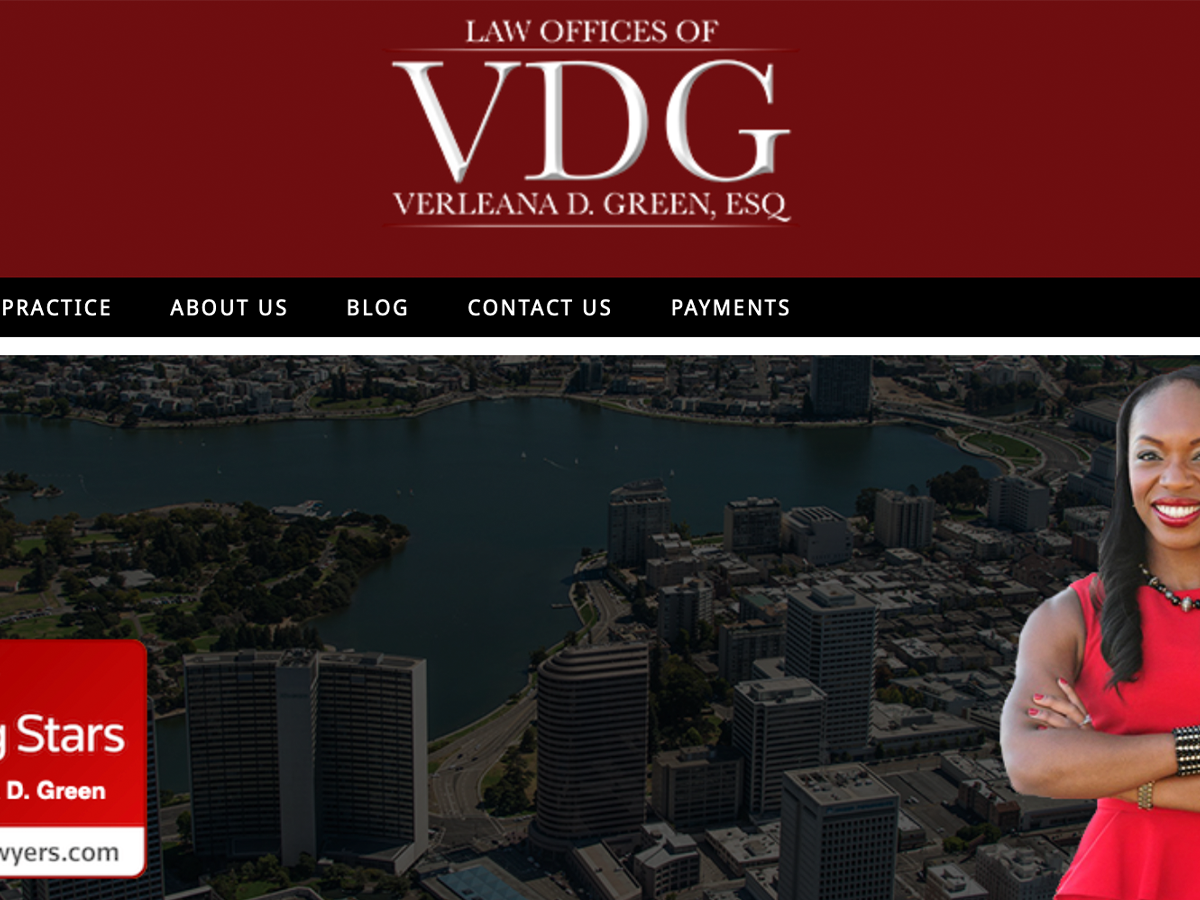 LAW OFFICES OF
VDG
VERLEANA D. GREEN, ESQ
PRACTICE ABOUT US BLOG CONTACT US PAYMENTS
g Stars
D. Green
wyers.com